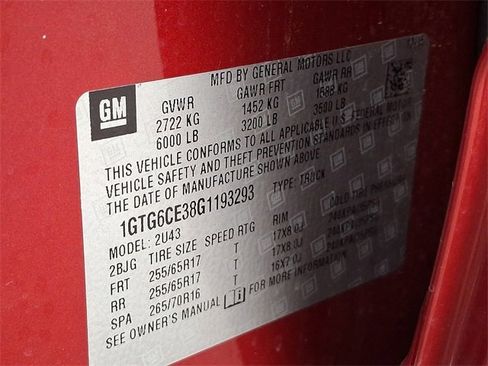 MFD BY GENERAL MOTORS LLC
GM
GVWR GAWR FRT GAWR RR
2722 KG 1452 KG 1588 KG
6000 LB 3200 LB 3500 LB
THIS VEHICLE CONFORMS TO ALL APPLICABLE U.S. FEDERAL MOTOR
VEHICLE SAFETY AND THEFT PREVENTION STANDARDS IN EFFECT ON
THE DATE OF MANUFACTURE SHOWN ABOVE
1GTG6CE38G1193293 TYPE: TRUCK
MODEL: 2U43
2BJG TIRE SIZE SPEED RTG RIM COLD TIRE PRESSURE
FRT 255/65R17 T 17X8.0J
RR 255/65R17 T 17X8.0J
SPA 265/70R16 T 16X7.0J
SEE OWNER'S MANUAL FOR MORE INFORMATION